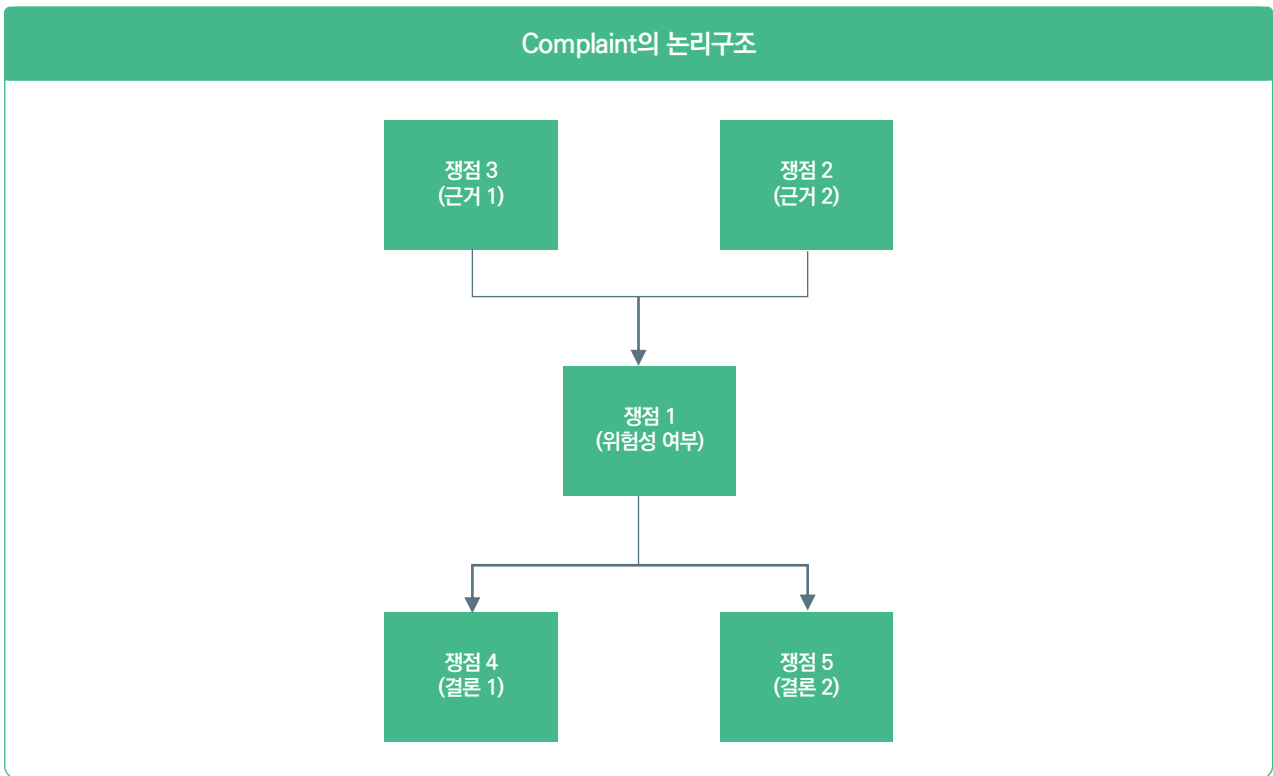 Complaint의 논리구조
쟁점 3
(근거 1)
쟁점 2
(근거 2)
쟁점 1
(위험성 여부)
쟁점 4
(결론 1)
쟁점 5
(결론 2)